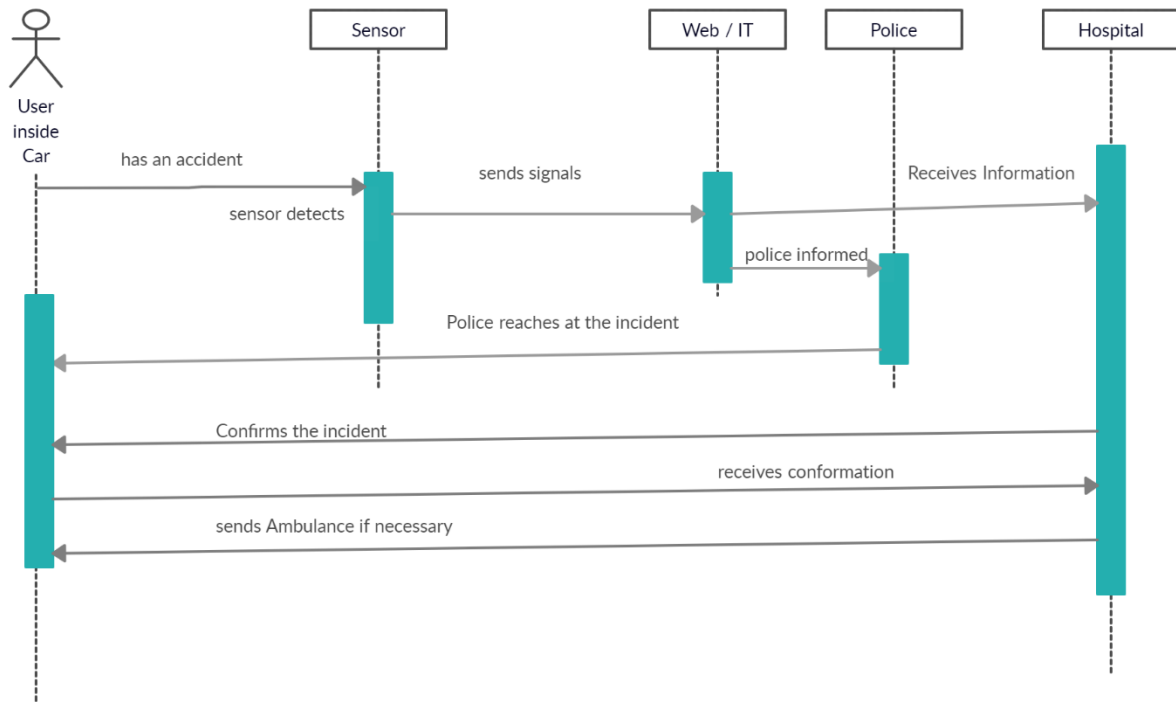 Sensor
Web / IT
Police
Hospital
User
inside
Car
has an accident
sends signals
Receives Information
sensor detects
police informed
Police reaches at the incident
Confirms the incident
receives conformation
sends Ambulance if necessary